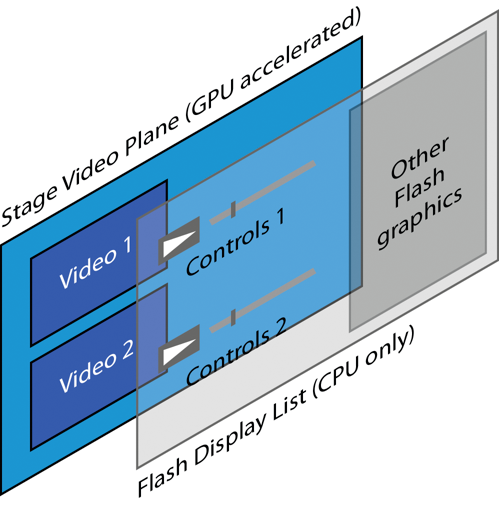 Stage Video Plane (GPU accelerated)
Other
Flash
graphics
Video 1
Controls 1
Video 2
Controls 2
Flash Display List (CPU only)